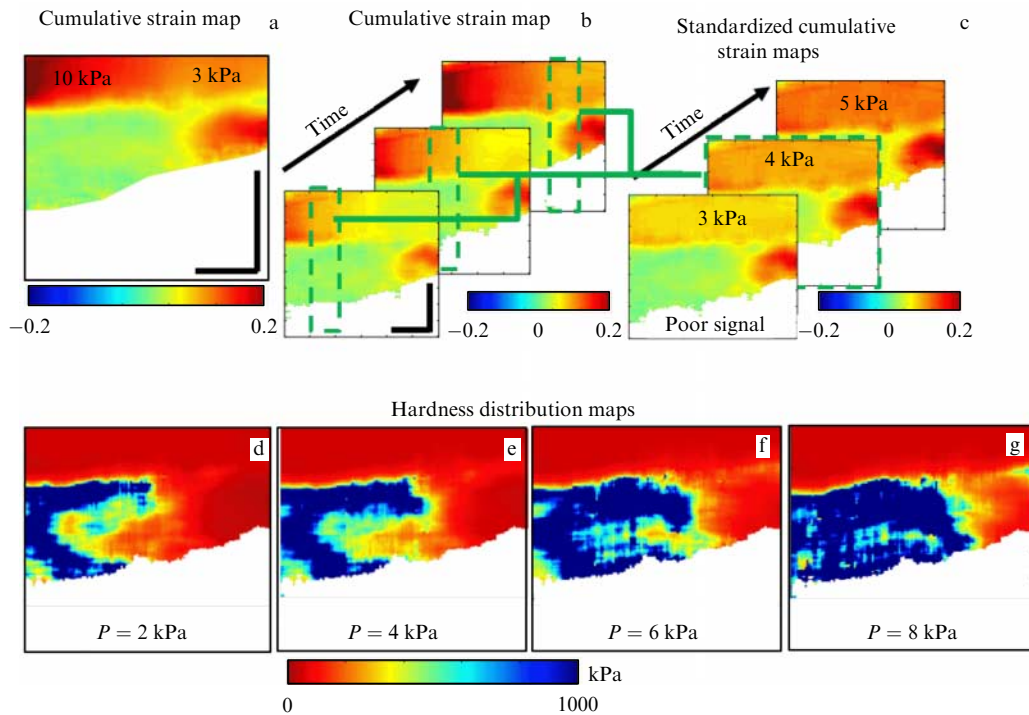 Cumulative strain map
a
Cumulative strain map
b
Standardized cumulative
strain maps
c
10 kPa
3 kPa
Time
Time
5 kPa
4 kPa
3 kPa
Poor signal
−0.2
0.2
−0.2
0
0.2
−0.2
0
0.2
Hardness distribution maps
d
e
f
g
P = 2 kPa
P = 4 kPa
P = 6 kPa
P = 8 kPa
kPa
0
1000